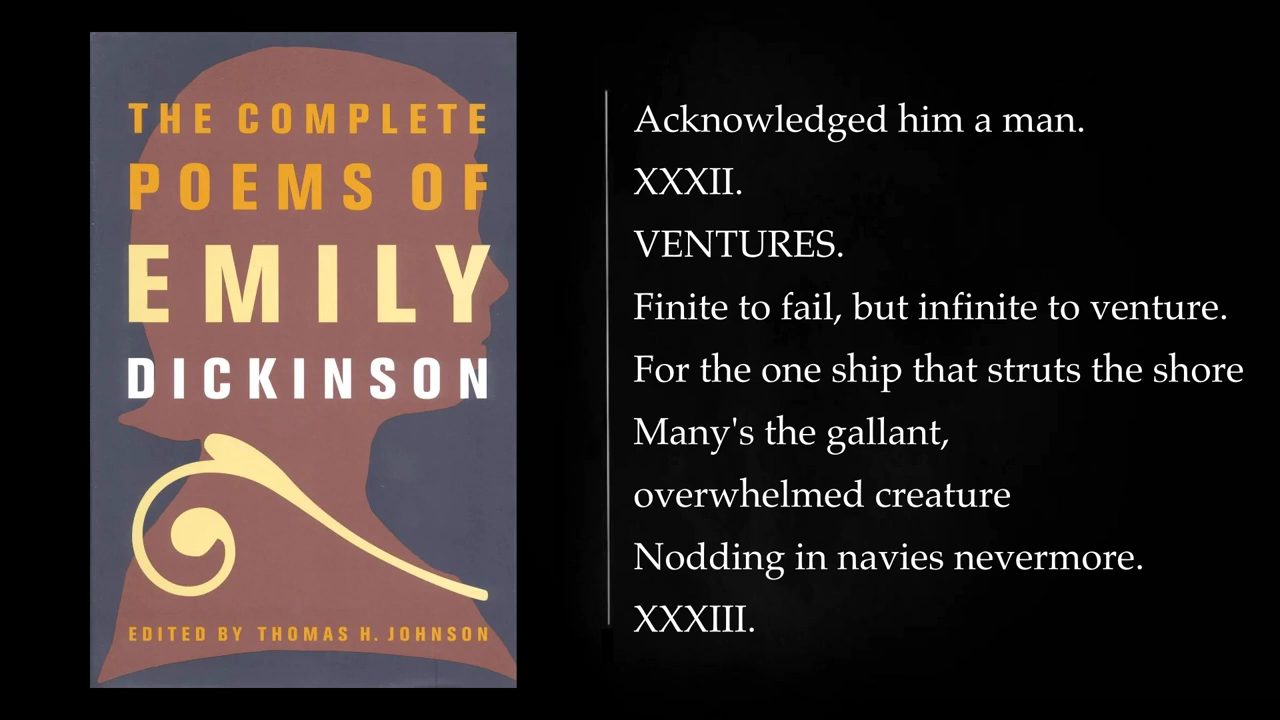 THE COMPLETE
POEMS OF
EMILY
DICKINSON
EDITED BY THOMAS H. JOHNSON
Acknowledged him a man.
XXXII.
VENTURES.
Finite to fail, but infinite to venture.
For the one ship that struts the shore
Many's the gallant,
overwhelmed creature
Nodding in navies nevermore.
XXXIII.